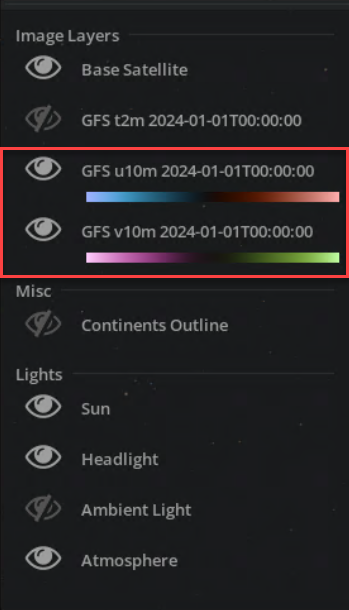 Image Layers
Base Satellite
GFS t2m 2024-01-01T00:00:00
GFS u10m 2024-01-01T00:00:00
GFS v10m 2024-01-01T00:00:00
Misc
Continents Outline
Lights
Sun
Headlight
Ambient Light
Atmosphere